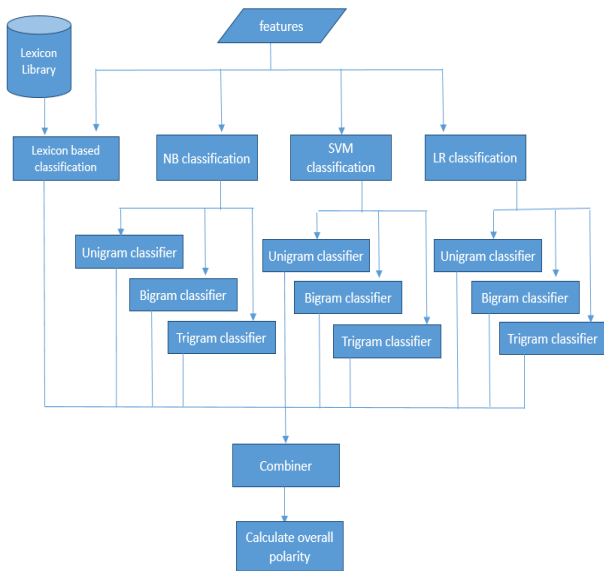 features
Lexicon
Library
Lexicon based
classification
NB classification
SVM
classification
LR classification
Unigram classifier
Bigram classifier
Trigram classifier
Unigram classifier
Bigram classifier
Trigram classifier
Unigram classifier
Bigram classifier
Trigram classifier
Combiner
Calculate overall
polarity